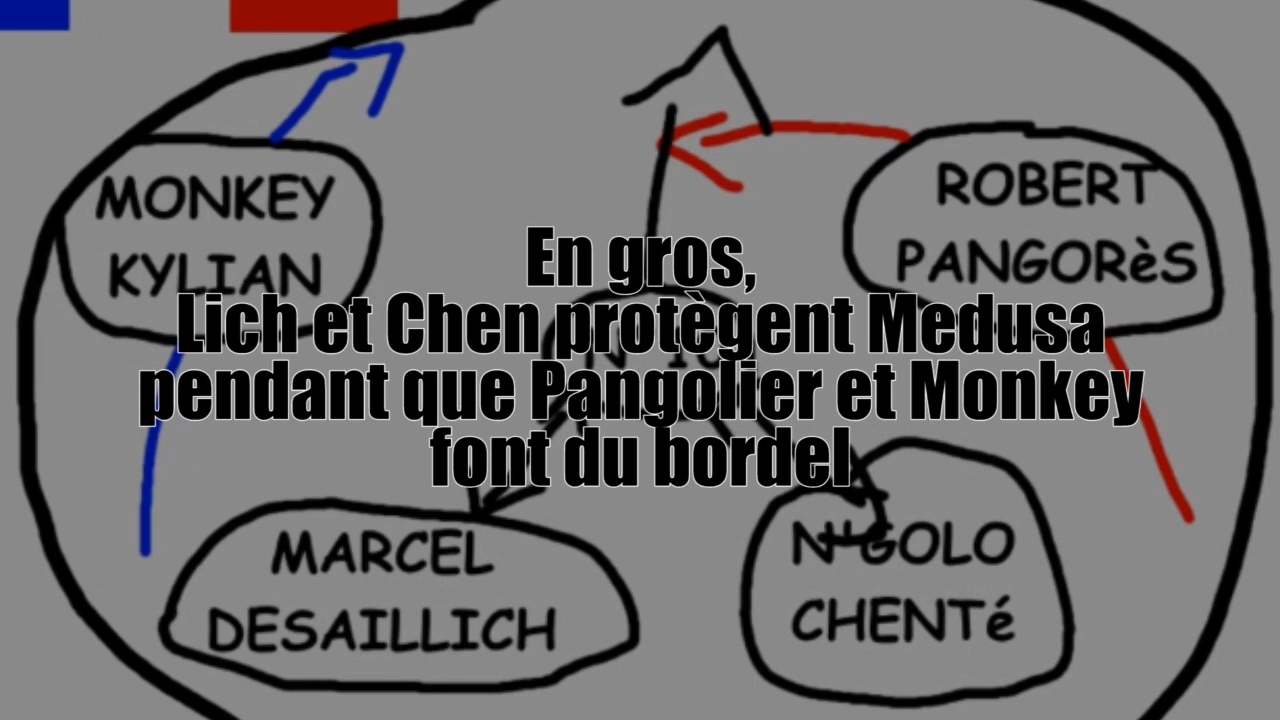 MONKEY
KYLIAN
ROBERT
PANGORèS
En gros,
Lich et Chen protègent Medusa
pendant que Pangolier et Monkey
font du bordel
MARCEL
DESAILLICH
N'GOLO
CHENTé